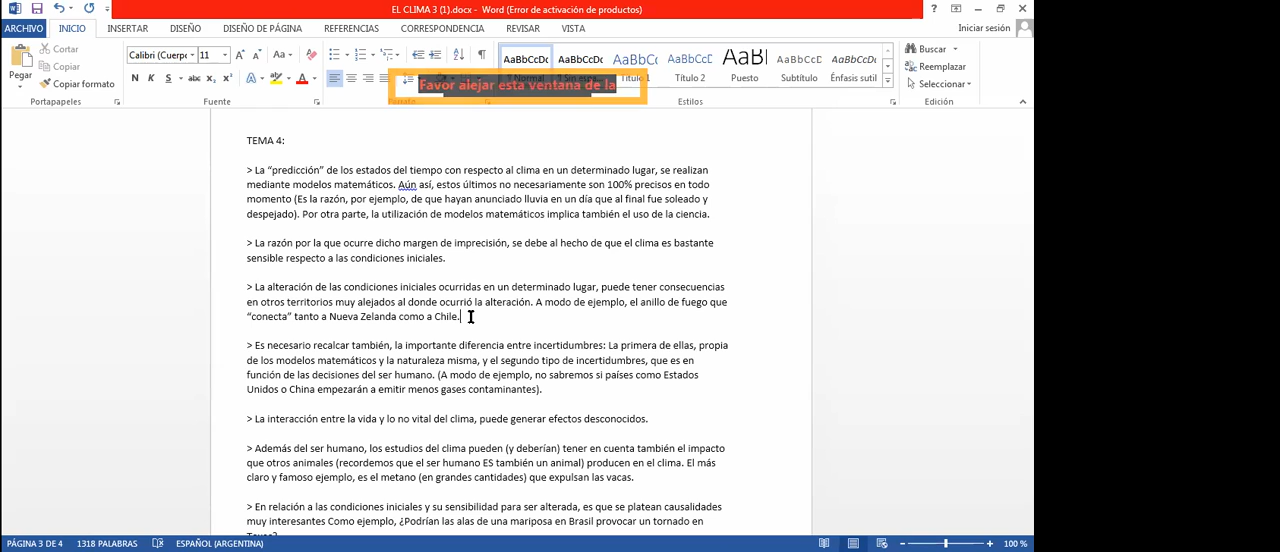 EL CLIMA 3 (1).docx - Word (Error de activación de productos)
ARCHIVO INICIO INSERTAR DISEÑO DISEÑO DE PÁGINA REFERENCIAS CORRESPONDENCIA REVISAR VISTA Iniciar sesión
Cortar
Copiar
Copiar formato
Pegar
Portapapeles
Calibri (Cuerpo 11
N K S abc x₂ x²
Fuente
Favor alejar esta ventana de la
Párrafo
AaBbCcDc AaBbCcDc AaBbCc AaBbCcD AaB AaBbCcD AaBbCcDc
Título 1 Título 2 Puesto Subtítulo Énfasis sutil
Estilos
Buscar
Reemplazar
Seleccionar
Edición
TEMA 4:
> La “predicción” de los estados del tiempo con respecto al clima en un determinado lugar, se realizan
mediante modelos matemáticos. Aún así, estos últimos no necesariamente son 100% precisos en todo
momento (Es la razón, por ejemplo, de que hayan anunciado lluvia en un día que al final fue soleado y
despejado). Por otra parte, la utilización de modelos matemáticos implica también el uso de la ciencia.
> La razón por la que ocurre dicho margen de imprecisión, se debe al hecho de que el clima es bastante
sensible respecto a las condiciones iniciales.
> La alteración de las condiciones iniciales ocurridas en un determinado lugar, puede tener consecuencias
en otros territorios muy alejados al donde ocurrió la alteración. A modo de ejemplo, el anillo de fuego que
“conecta” tanto a Nueva Zelanda como a Chile.
> Es necesario recalcar también, la importante diferencia entre incertidumbres: La primera de ellas, propia
de los modelos matemáticos y la naturaleza misma, y el segundo tipo de incertidumbres, que es en
función de las decisiones del ser humano. (A modo de ejemplo, no sabremos si países como Estados
Unidos o China empezarán a emitir menos gases contaminantes).
> La interacción entre la vida y lo no vital del clima, puede generar efectos desconocidos.
> Además del ser humano, los estudios del clima pueden (y deberían) tener en cuenta también el impacto
que otros animales (recordemos que el ser humano ES también un animal) producen en el clima. El más
claro y famoso ejemplo, es el metano (en grandes cantidades) que expulsan las vacas.
> En relación a las condiciones iniciales y su sensibilidad para ser alterada, es que se platean causalidades
muy interesantes Como ejemplo, ¿Podrían las alas de una mariposa en Brasil provocar un tornado en
PÁGINA 3 DE 4 1318 PALABRAS ESPAÑOL (ARGENTINA) 100 %